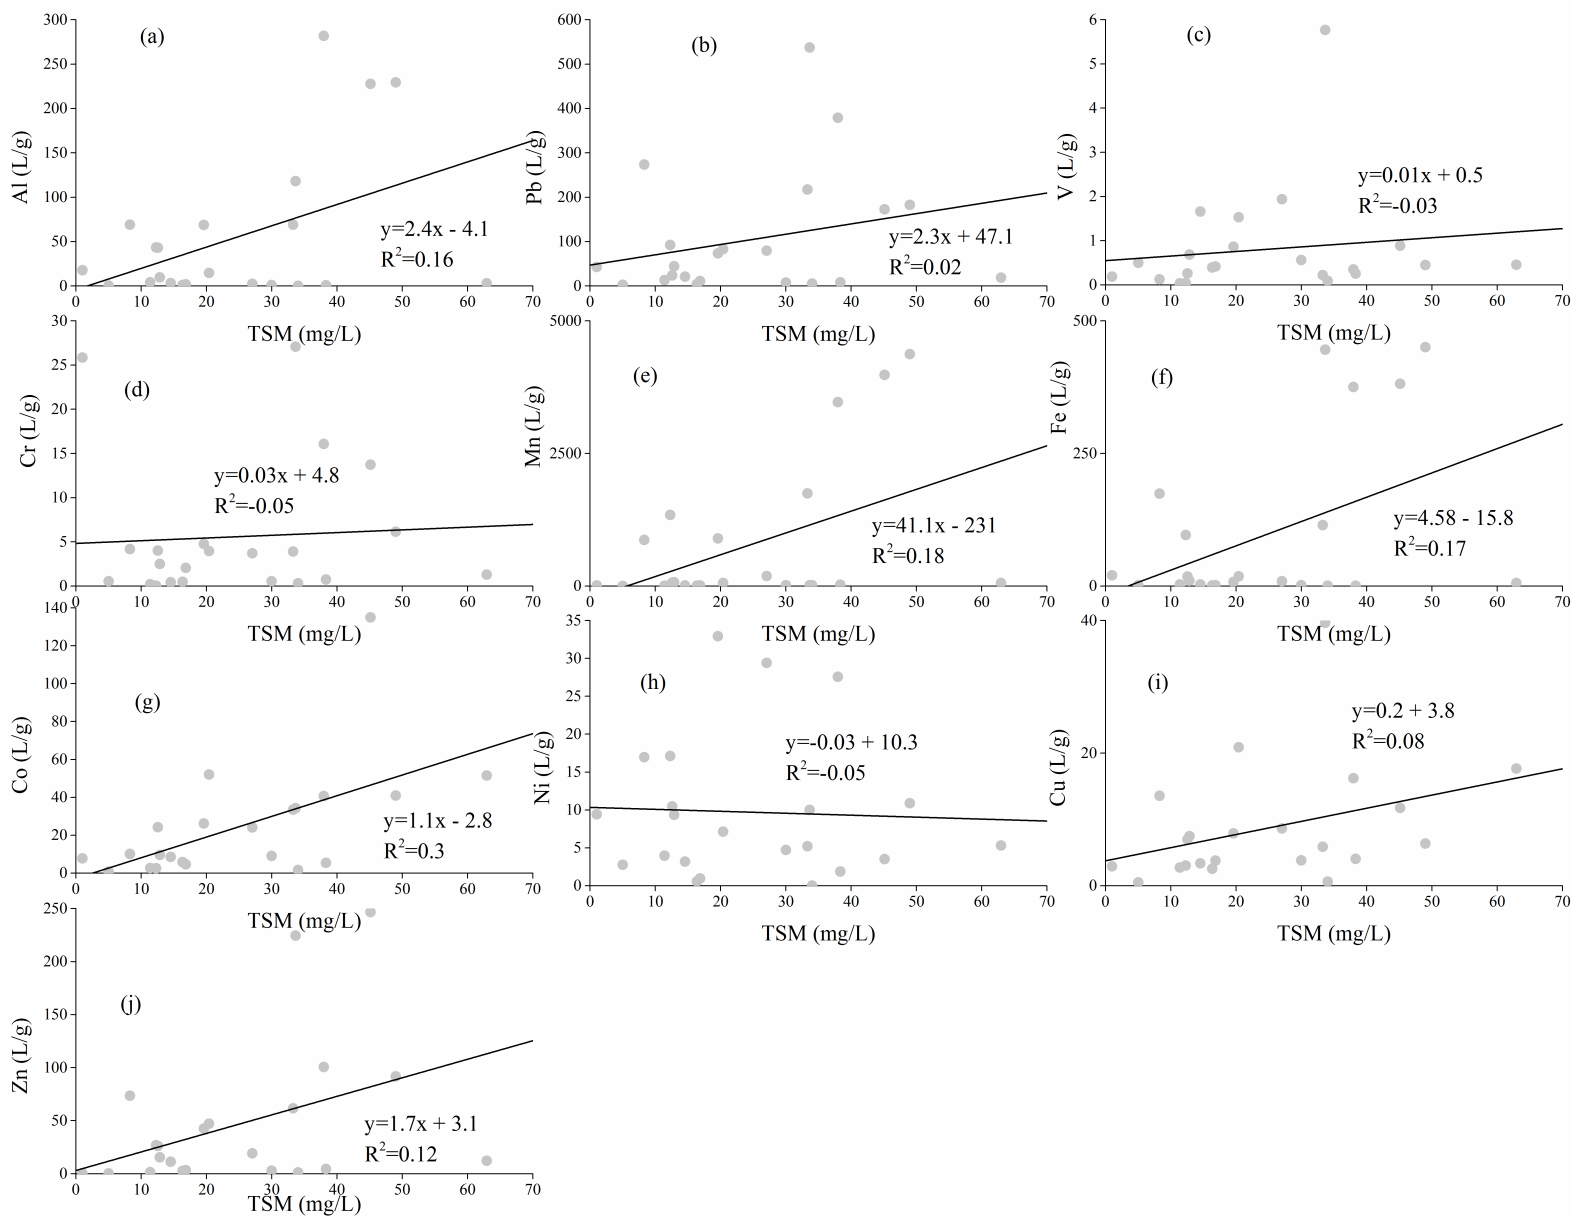 (a)
300
250
200
150
100
50
0
Al (L/g)
y=2.4x - 4.1
R²=0.16
0 10 20 30 40 50 60 70
TSM (mg/L)
(b)
600
500
400
300
200
100
0
Pb (L/g)
y=2.3x + 47.1
R²=0.02
0 10 20 30 40 50 60 70
TSM (mg/L)
(c)
6
5
4
3
2
1
0
V (L/g)
y=0.01x + 0.5
R²=-0.03
0 10 20 30 40 50 60 70
TSM (mg/L)
(d)
30
25
20
15
10
5
0
Cr (L/g)
y=0.03x + 4.8
R²=-0.05
0 10 20 30 40 50 60 70
TSM (mg/L)
(e)
5000
2500
0
Mn (L/g)
y=41.1x - 231
R²=0.18
0 10 20 30 40 50 60 70
TSM (mg/L)
(f)
500
250
0
Fe (L/g)
y=4.58 - 15.8
R²=0.17
0 10 20 30 40 50 60 70
TSM (mg/L)
(g)
140
120
100
80
60
40
20
0
Co (L/g)
y=1.1x - 2.8
R²=0.3
0 10 20 30 40 50 60 70
TSM (mg/L)
(h)
35
30
25
20
15
10
5
0
Ni (L/g)
y=-0.03 + 10.3
R²=-0.05
0 10 20 30 40 50 60 70
TSM (mg/L)
(i)
40
20
0
Cu (L/g)
y=0.2 + 3.8
R²=0.08
0 10 20 30 40 50 60 70
TSM (mg/L)
(j)
250
200
150
100
50
0
Zn (L/g)
y=1.7x + 3.1
R²=0.12
0 10 20 30 40 50 60 70
TSM (mg/L)